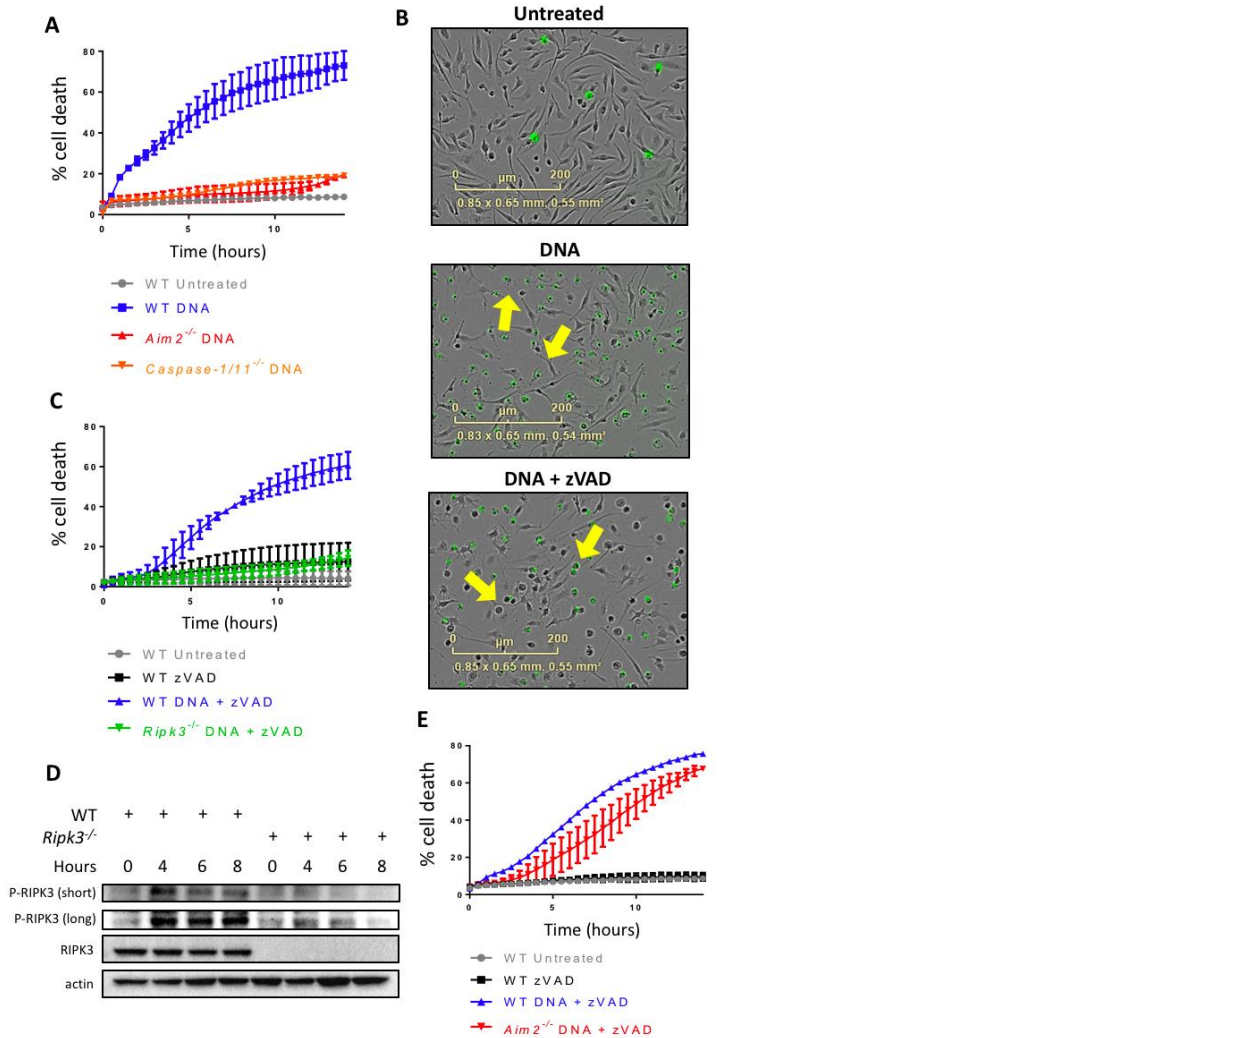 A
80
60
40
20
0
% cell death
0 5 10
Time (hours)
WT Untreated
WT DNA
Aim2-/- DNA
Caspase-1/11-/- DNA
B
Untreated
0 µm 200
0.85 x 0.65 mm, 0.55 mm²
DNA
0 µm 200
0.83 x 0.65 mm, 0.54 mm²
DNA + zVAD
0 µm 200
0.85 x 0.65 mm, 0.55 mm²
C
80
60
40
20
0
% cell death
0 5 10
Time (hours)
WT Untreated
WT zVAD
WT DNA + zVAD
Ripk3-/- DNA + zVAD
D
WT + + + +
Ripk3-/- + + + +
Hours 0 4 6 8 0 4 6 8
P-RIPK3 (short)
P-RIPK3 (long)
RIPK3
actin
E
80
60
40
20
0
% cell death
0 5 10
Time (hours)
WT Untreated
WT zVAD
WT DNA + zVAD
Aim2-/- DNA + zVAD